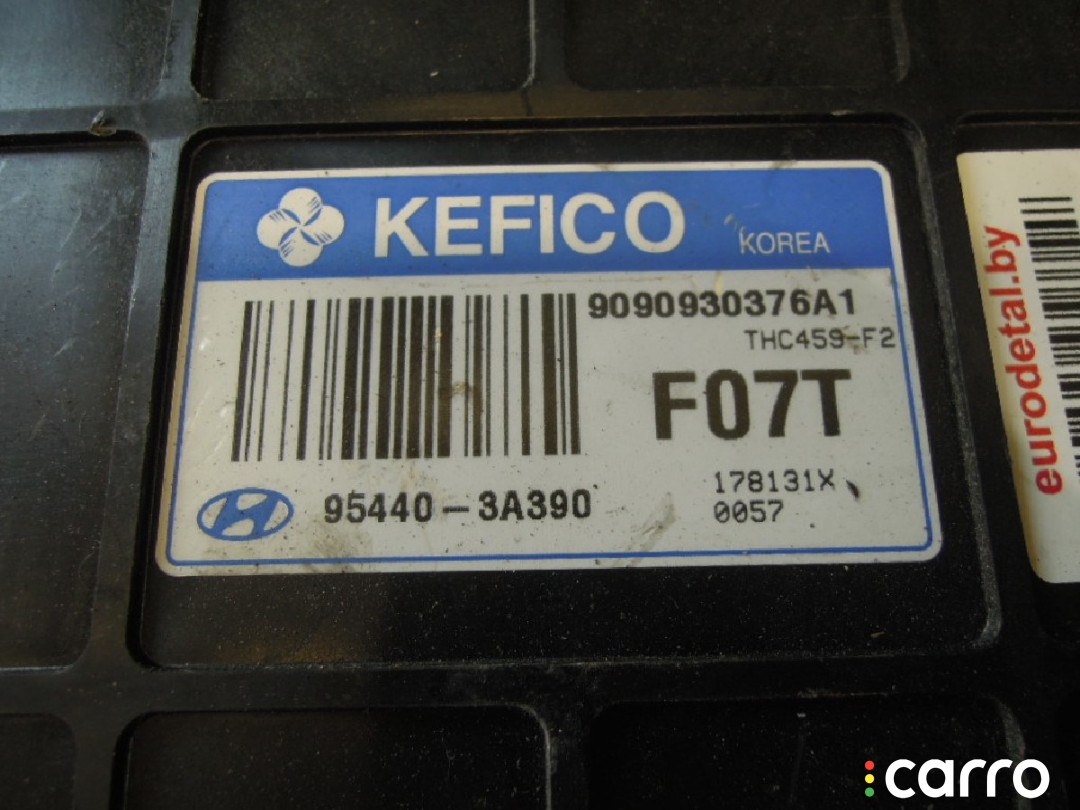 KEFICO KOREA
9090930376A1
THC459-F2
F07T
95440-3A390
178131X
0057
eurodetal.by
carro